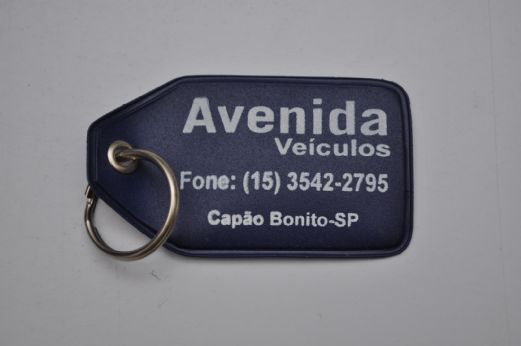 Avenida
Veículos
Fone: (15) 3542-2795
Capão Bonito-SP